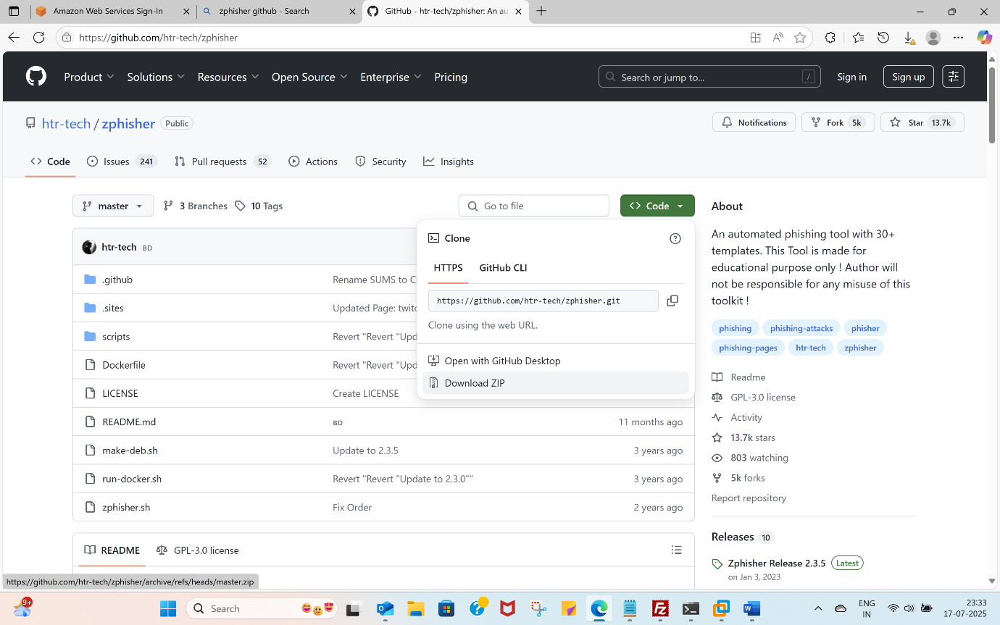 Amazon Web Services Sign-In
zphisher github - Search
GitHub - htr-tech/zphisher: An au
https://github.com/htr-tech/zphisher
Product
Solutions
Resources
Open Source
Enterprise
Pricing
Search or jump to...
/
Sign in
Sign up
htr-tech / zphisher
Public
Notifications
Fork 5k
Star 13.7k
Code
Issues 241
Pull requests 52
Actions
Security
Insights
master
3 Branches
10 Tags
Go to file
Code
htr-tech BD
.github
Rename SUMS to C
.sites
Updated Page: twitc
scripts
Revert "Revert "Upd
Dockerfile
Revert "Revert "Upd
LICENSE
Create LICENSE
README.md
BD
11 months ago
make-deb.sh
Update to 2.3.5
3 years ago
run-docker.sh
Revert "Revert "Update to 2.3.0""
3 years ago
zphisher.sh
Fix Order
2 years ago
Clone
HTTPS
GitHub CLI
https://github.com/htr-tech/zphisher.git
Clone using the web URL.
Open with GitHub Desktop
Download ZIP
About
An automated phishing tool with 30+
templates. This Tool is made for
educational purpose only ! Author will
not be responsible for any misuse of this
toolkit !
phishing
phishing-attacks
phisher
phishing-pages
htr-tech
zphisher
Readme
GPL-3.0 license
Activity
13.7k stars
803 watching
5k forks
Report repository
Releases 10
Zphisher Release 2.3.5 Latest
on Jan 3, 2023
README
GPL-3.0 license
https://github.com/htr-tech/zphisher/archive/refs/heads/master.zip
9+
Search
ENG
IN
23:33
17-07-2025